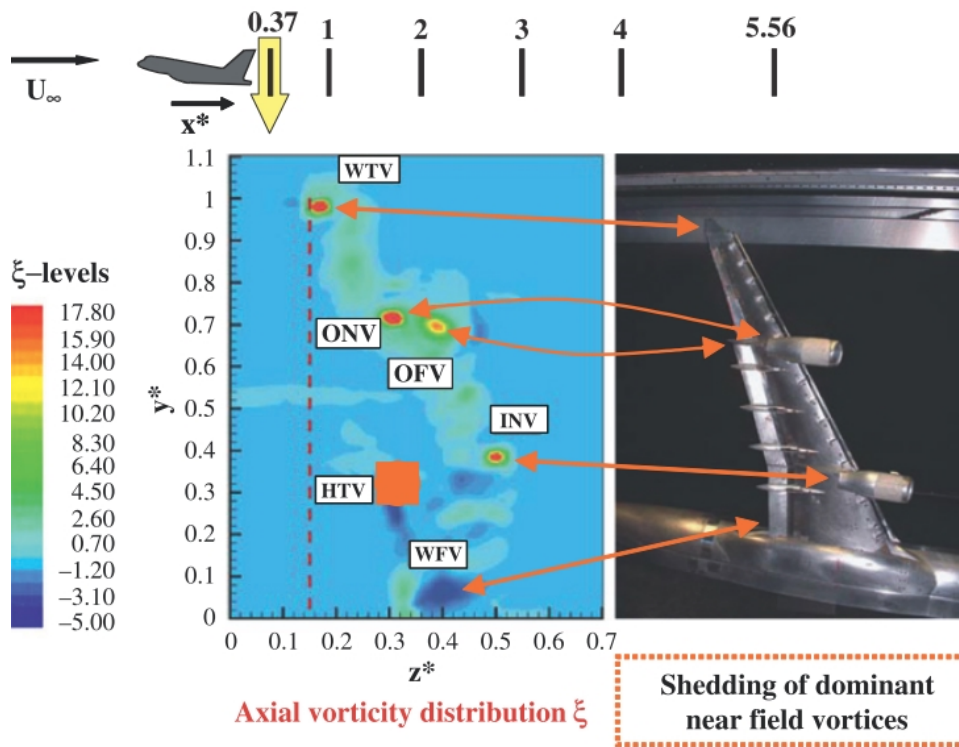 0.37 1 2 3 4 5.56
U∞
x*
1.1
1
0.9
0.8
0.7
0.6
0.5
0.4
0.3
0.2
0.1
0
y*
WTV
ONV
OFV
INV
HTV
WFV
0 0.1 0.2 0.3 0.4 0.5 0.6 0.7
z*
ξ–levels
17.80
15.90
14.00
12.10
10.20
8.30
6.40
4.50
2.60
0.70
–1.20
–3.10
–5.00
Axial vorticity distribution ξ
Shedding of dominant
near field vortices